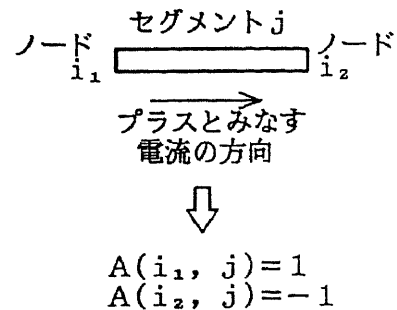 セグメントj
ノード ノード
i₁ i₂
プラスとみなす
電流の方向
A(i₁, j)=1
A(i₂, j)=-1